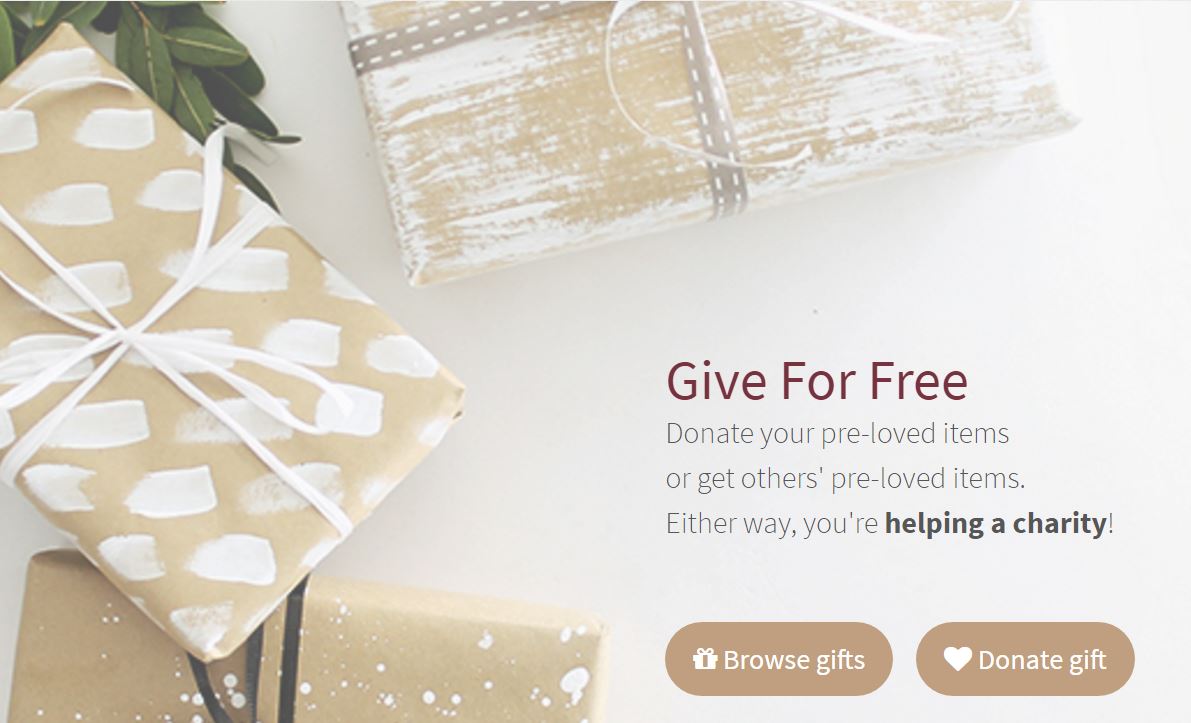 Give For Free
Donate your pre-loved items
or get others' pre-loved items.
Either way, you're helping a charity!
Browse gifts
Donate gift